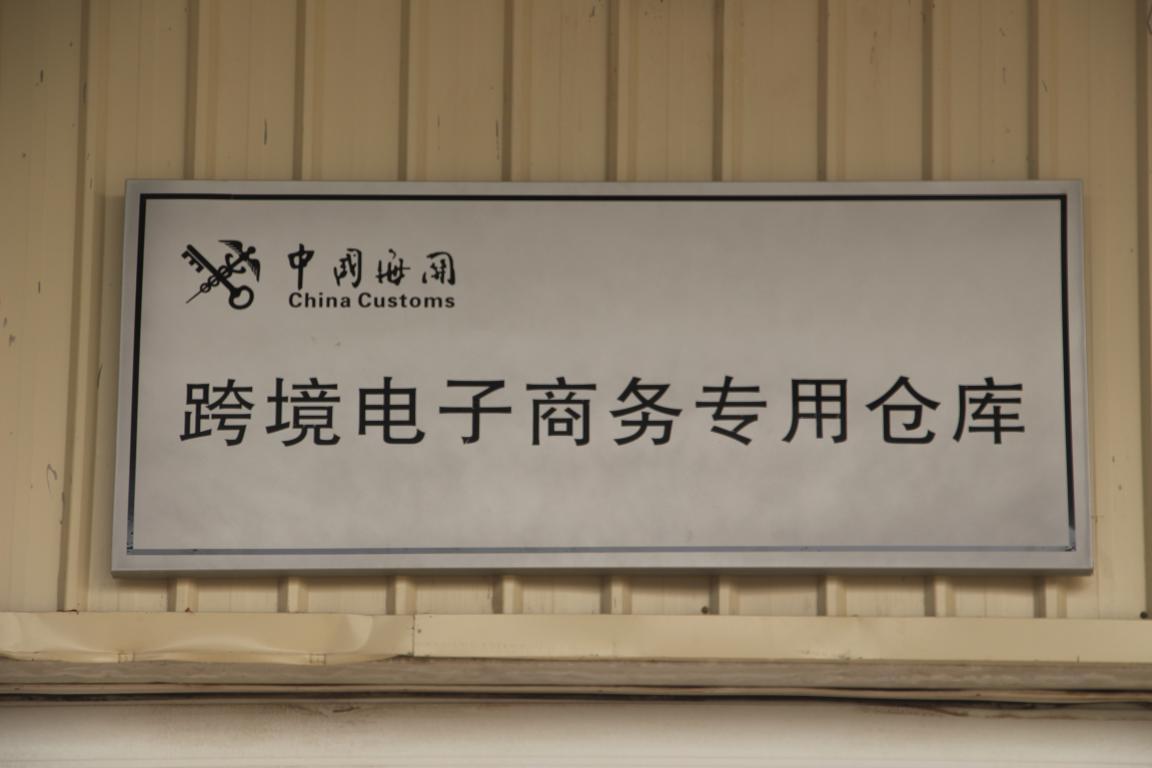 中国海关
China Customs
跨境电子商务专用仓库